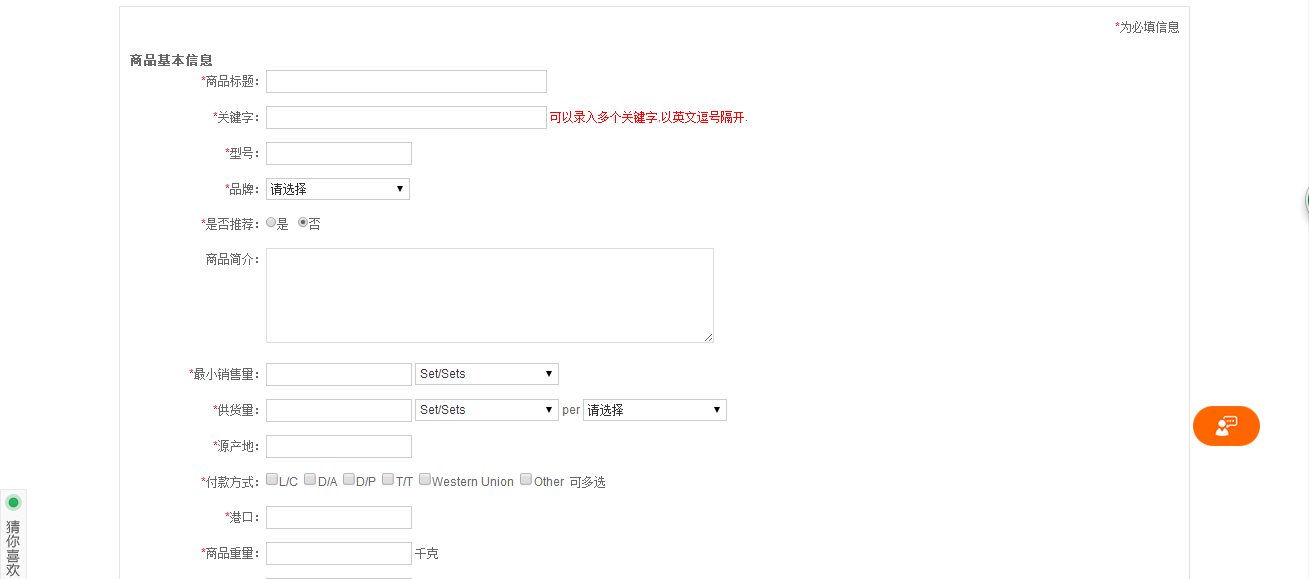 *为必填信息
商品基本信息
*商品标题：
*关键字： 可以录入多个关键字,以英文逗号隔开.
*型号：
*品牌： 请选择
*是否推荐： 是 否
商品简介：
*最小销售量： Set/Sets
*供货量： Set/Sets per 请选择
*源产地：
*付款方式： L/C D/A D/P T/T Western Union Other 可多选
*港口：
*商品重量： 千克
猜你喜欢